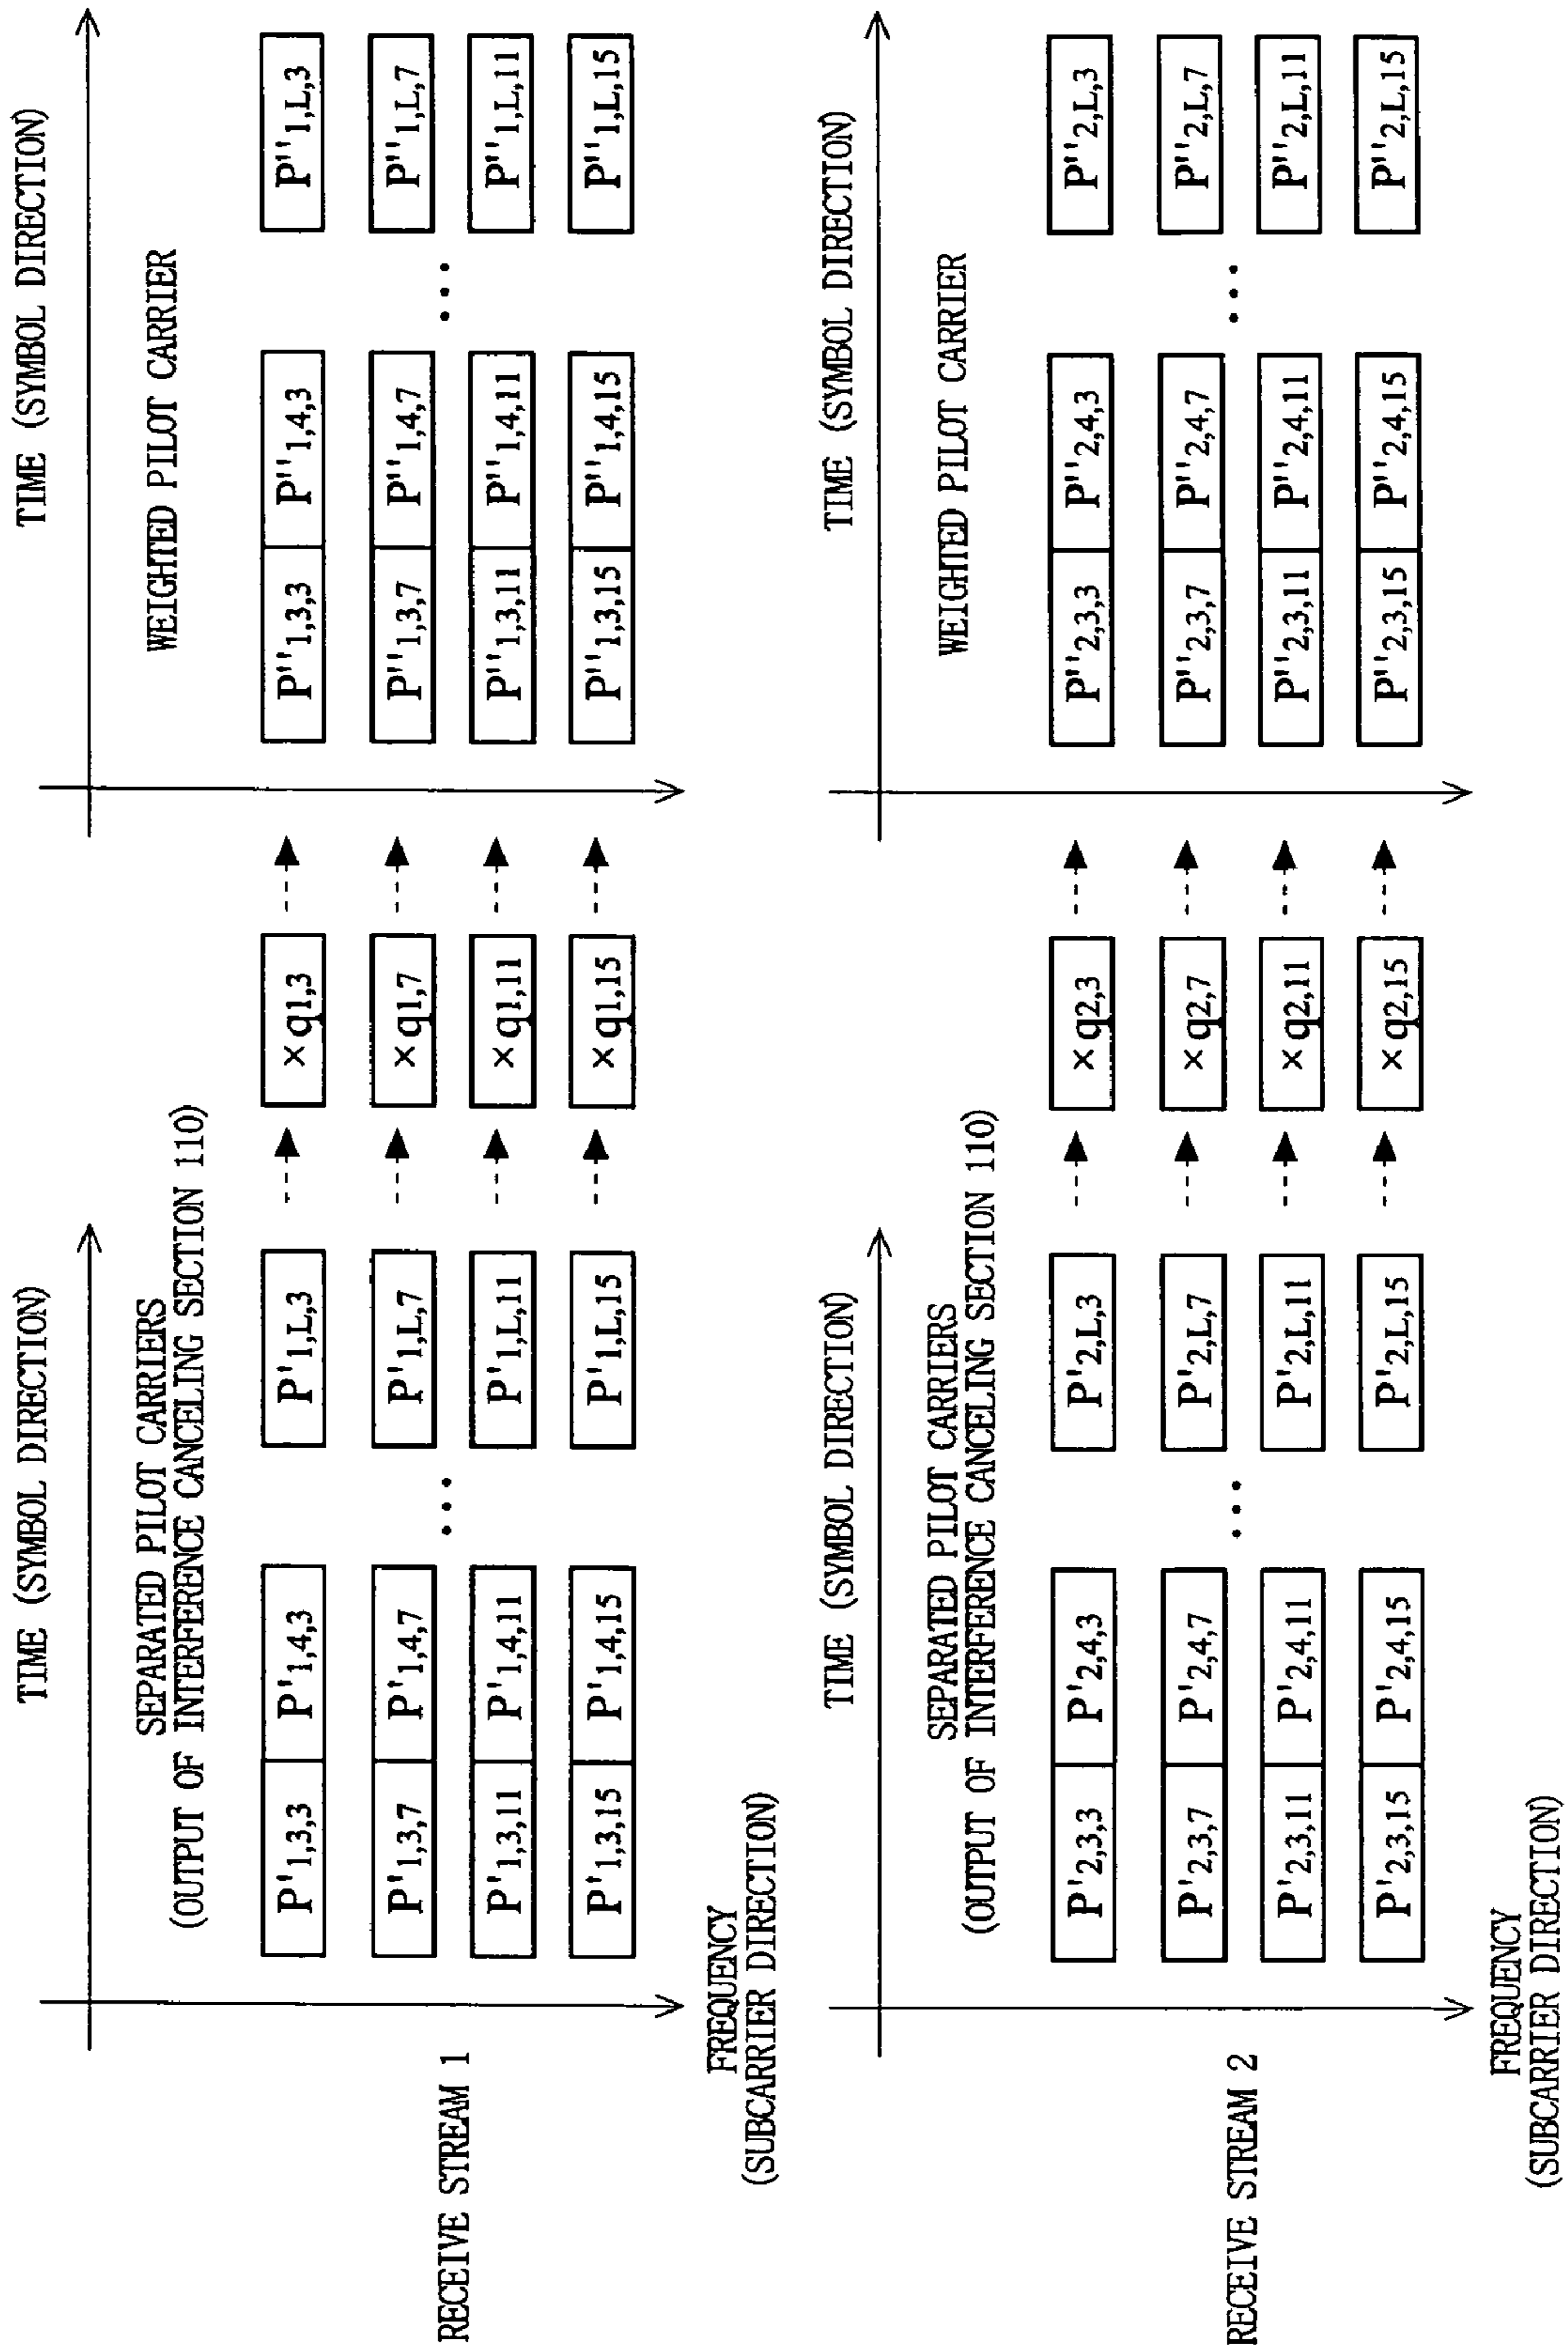 TIME (SYMBOL DIRECTION)
SEPARATED PILOT CARRIERS
(OUTPUT OF INTERFERENCE CANCELING SECTION 110)
RECEIVE STREAM 1
P'1,3,3 P'1,4,3 P'1,L,3 ×q1,3
P'1,3,7 P'1,4,7 ... P'1,L,7 ×q1,7
P'1,3,11 P'1,4,11 P'1,L,11 ×q1,11
P'1,3,15 P'1,4,15 P'1,L,15 ×q1,15
FREQUENCY
(SUBCARRIER DIRECTION)
TIME (SYMBOL DIRECTION)
WEIGHTED PILOT CARRIER
P''1,3,3 P''1,4,3 P''1,L,3
P''1,3,7 P''1,4,7 ... P''1,L,7
P''1,3,11 P''1,4,11 P''1,L,11
P''1,3,15 P''1,4,15 P''1,L,15
TIME (SYMBOL DIRECTION)
SEPARATED PILOT CARRIERS
(OUTPUT OF INTERFERENCE CANCELING SECTION 110)
RECEIVE STREAM 2
P'2,3,3 P'2,4,3 P'2,L,3 ×q2,3
P'2,3,7 P'2,4,7 ... P'2,L,7 ×q2,7
P'2,3,11 P'2,4,11 P'2,L,11 ×q2,11
P'2,3,15 P'2,4,15 P'2,L,15 ×q2,15
FREQUENCY
(SUBCARRIER DIRECTION)
TIME (SYMBOL DIRECTION)
WEIGHTED PILOT CARRIER
P''2,3,3 P''2,4,3 P''2,L,3
P''2,3,7 P''2,4,7 ... P''2,L,7
P''2,3,11 P''2,4,11 P''2,L,11
P''2,3,15 P''2,4,15 P''2,L,15